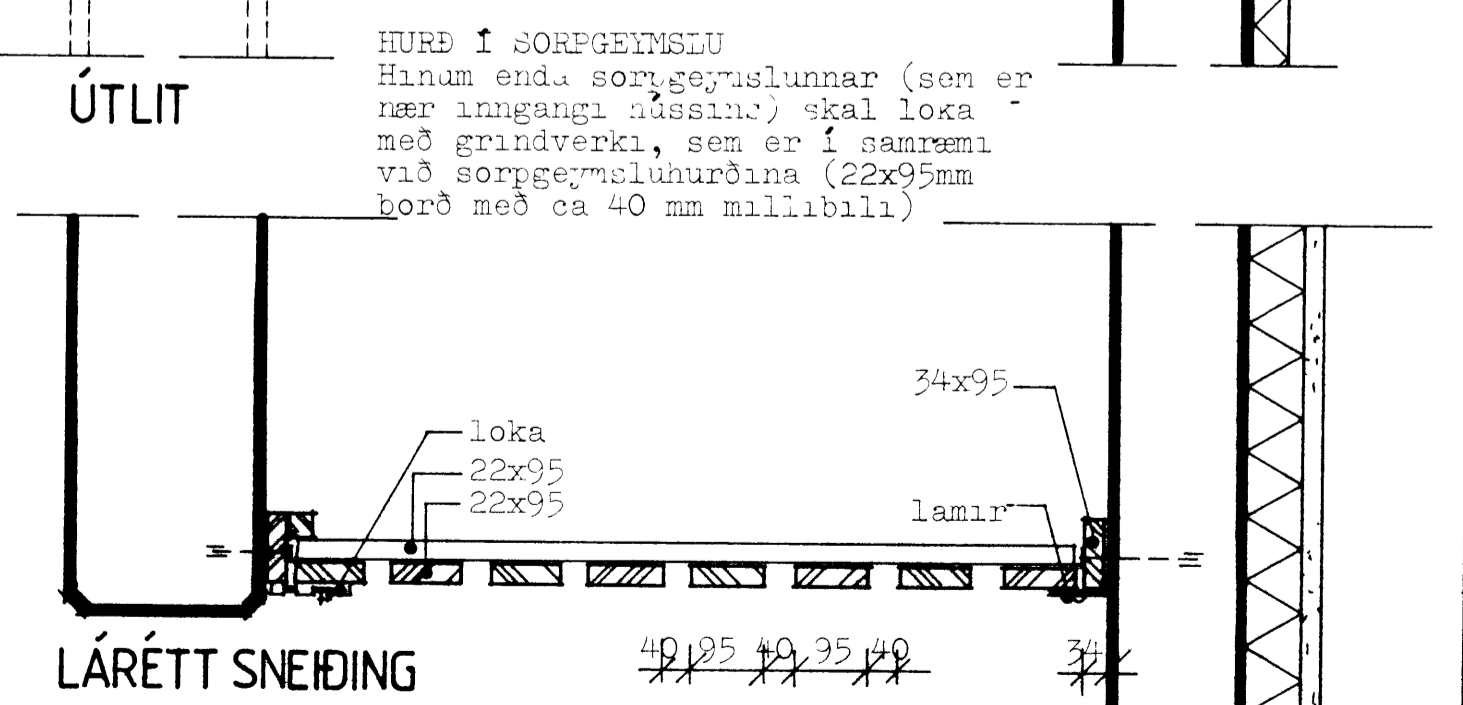 HURÐ Í SORPGEYMSLU
Hinum enda sorpgeymslunnar (sem er
nær inngangi hússins) skal loka
með grindverki, sem er í samræmi
við sorpgeymsluhurðina (22x95mm
borð með ca 40 mm millibili)
ÚTLIT
34x95
loka
22x95
22x95
lamir
40 95 40 95 40
34
LÁRÉTT SNEIÐING